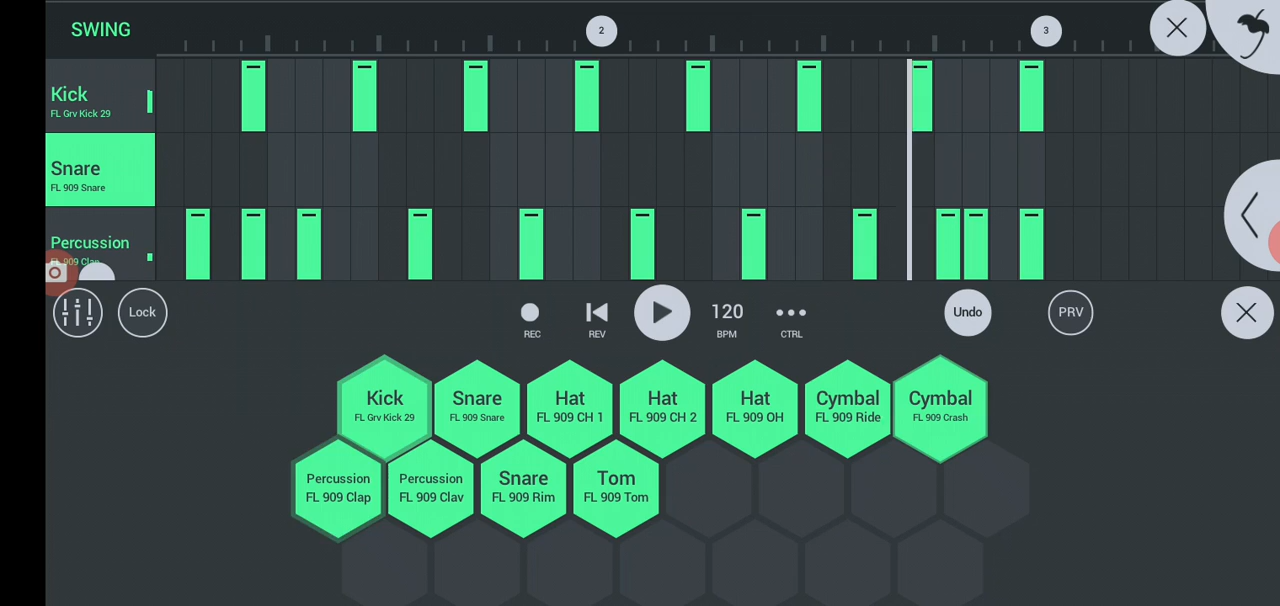 SWING
2
3
Kick
FL Grv Kick 29
Snare
FL 909 Snare
Percussion
FL 909 Clap
Lock
REC
REV
120
BPM
CTRL
Undo
PRV
Kick
FL Grv Kick 29
Snare
FL 909 Snare
Hat
FL 909 CH 1
Hat
FL 909 CH 2
Hat
FL 909 OH
Cymbal
FL 909 Ride
Cymbal
FL 909 Crash
Percussion
FL 909 Clap
Percussion
FL 909 Clav
Snare
FL 909 Rim
Tom
FL 909 Tom